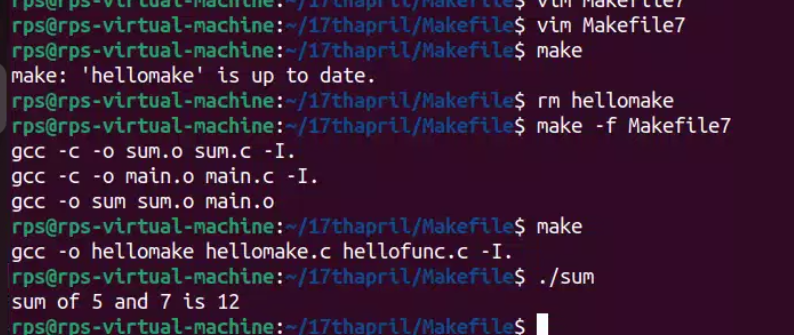 rps@rps-virtual-machine:~/17thapril/Makefile$ vim Makefile7
rps@rps-virtual-machine:~/17thapril/Makefile$ vim Makefile7
rps@rps-virtual-machine:~/17thapril/Makefile$ make
make: 'hellomake' is up to date.
rps@rps-virtual-machine:~/17thapril/Makefile$ rm hellomake
rps@rps-virtual-machine:~/17thapril/Makefile$ make -f Makefile7
gcc -c -o sum.o sum.c -I.
gcc -c -o main.o main.c -I.
gcc -o sum sum.o main.o
rps@rps-virtual-machine:~/17thapril/Makefile$ make
gcc -o hellomake hellomake.c hellofunc.c -I.
rps@rps-virtual-machine:~/17thapril/Makefile$ ./sum
sum of 5 and 7 is 12
rps@rps-virtual-machine:~/17thapril/Makefile$